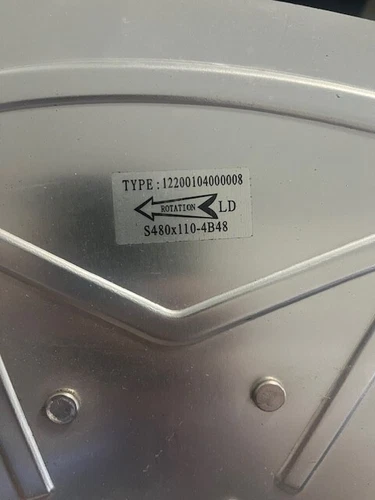 TYPE : 12200104000008
ROTATION LD
S480x110-4B48